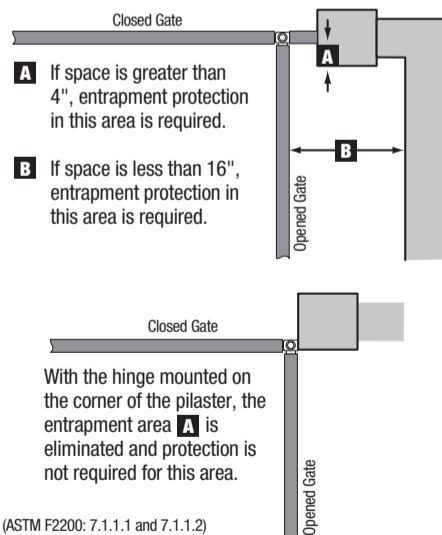 Closed Gate
A If space is greater than
4", entrapment protection
in this area is required.
A
B If space is less than 16",
entrapment protection in
this area is required.
B
Opened Gate
Closed Gate
With the hinge mounted on
the corner of the pilaster, the
entrapment area A is
eliminated and protection is
not required for this area.
Opened Gate
(ASTM F2200: 7.1.1.1 and 7.1.1.2)